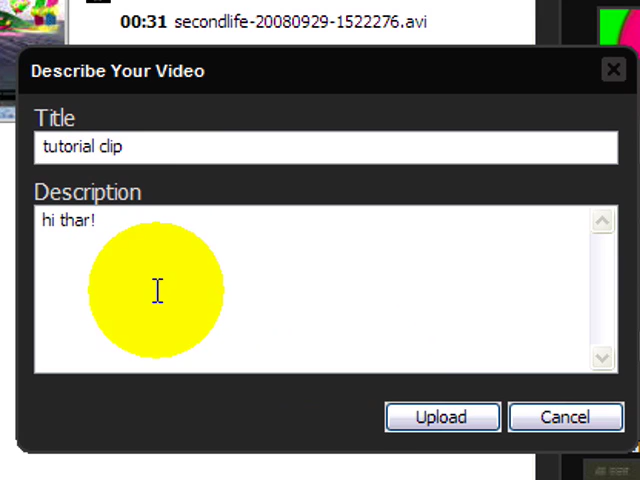 00:31 secondlife-20080929-1522276.avi
Describe Your Video
Title
tutorial clip
Description
hi thar!
Upload Cancel